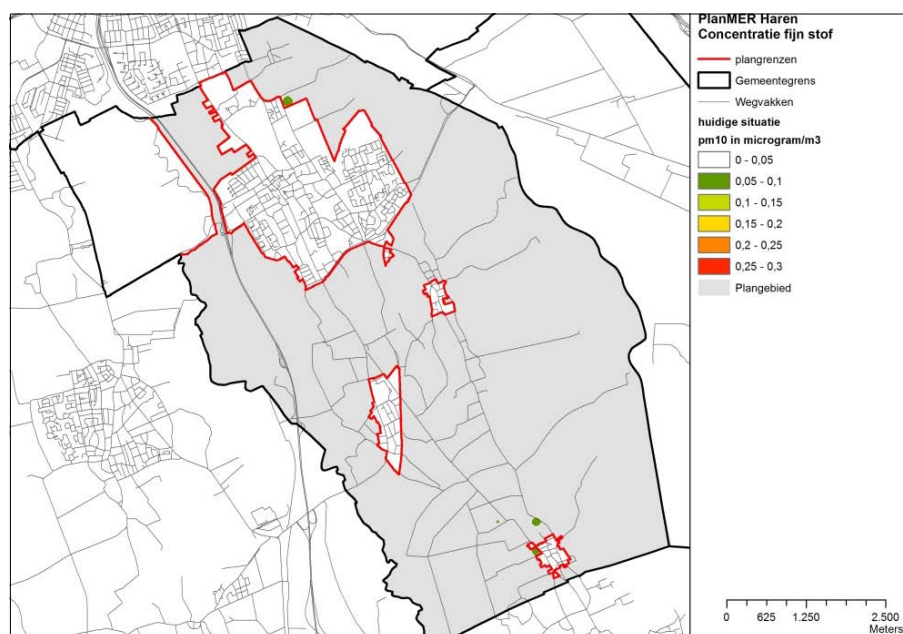 PlanMER Haren
Concentratie fijn stof
plangrenzen
Gemeentegrens
Wegvakken
huidige situatie
pm10 in microgram/m3
0 - 0,05
0,05 - 0,1
0,1 - 0,15
0,15 - 0,2
0,2 - 0,25
0,25 - 0,3
Plangebied
0 625 1.250 2.500
Meters